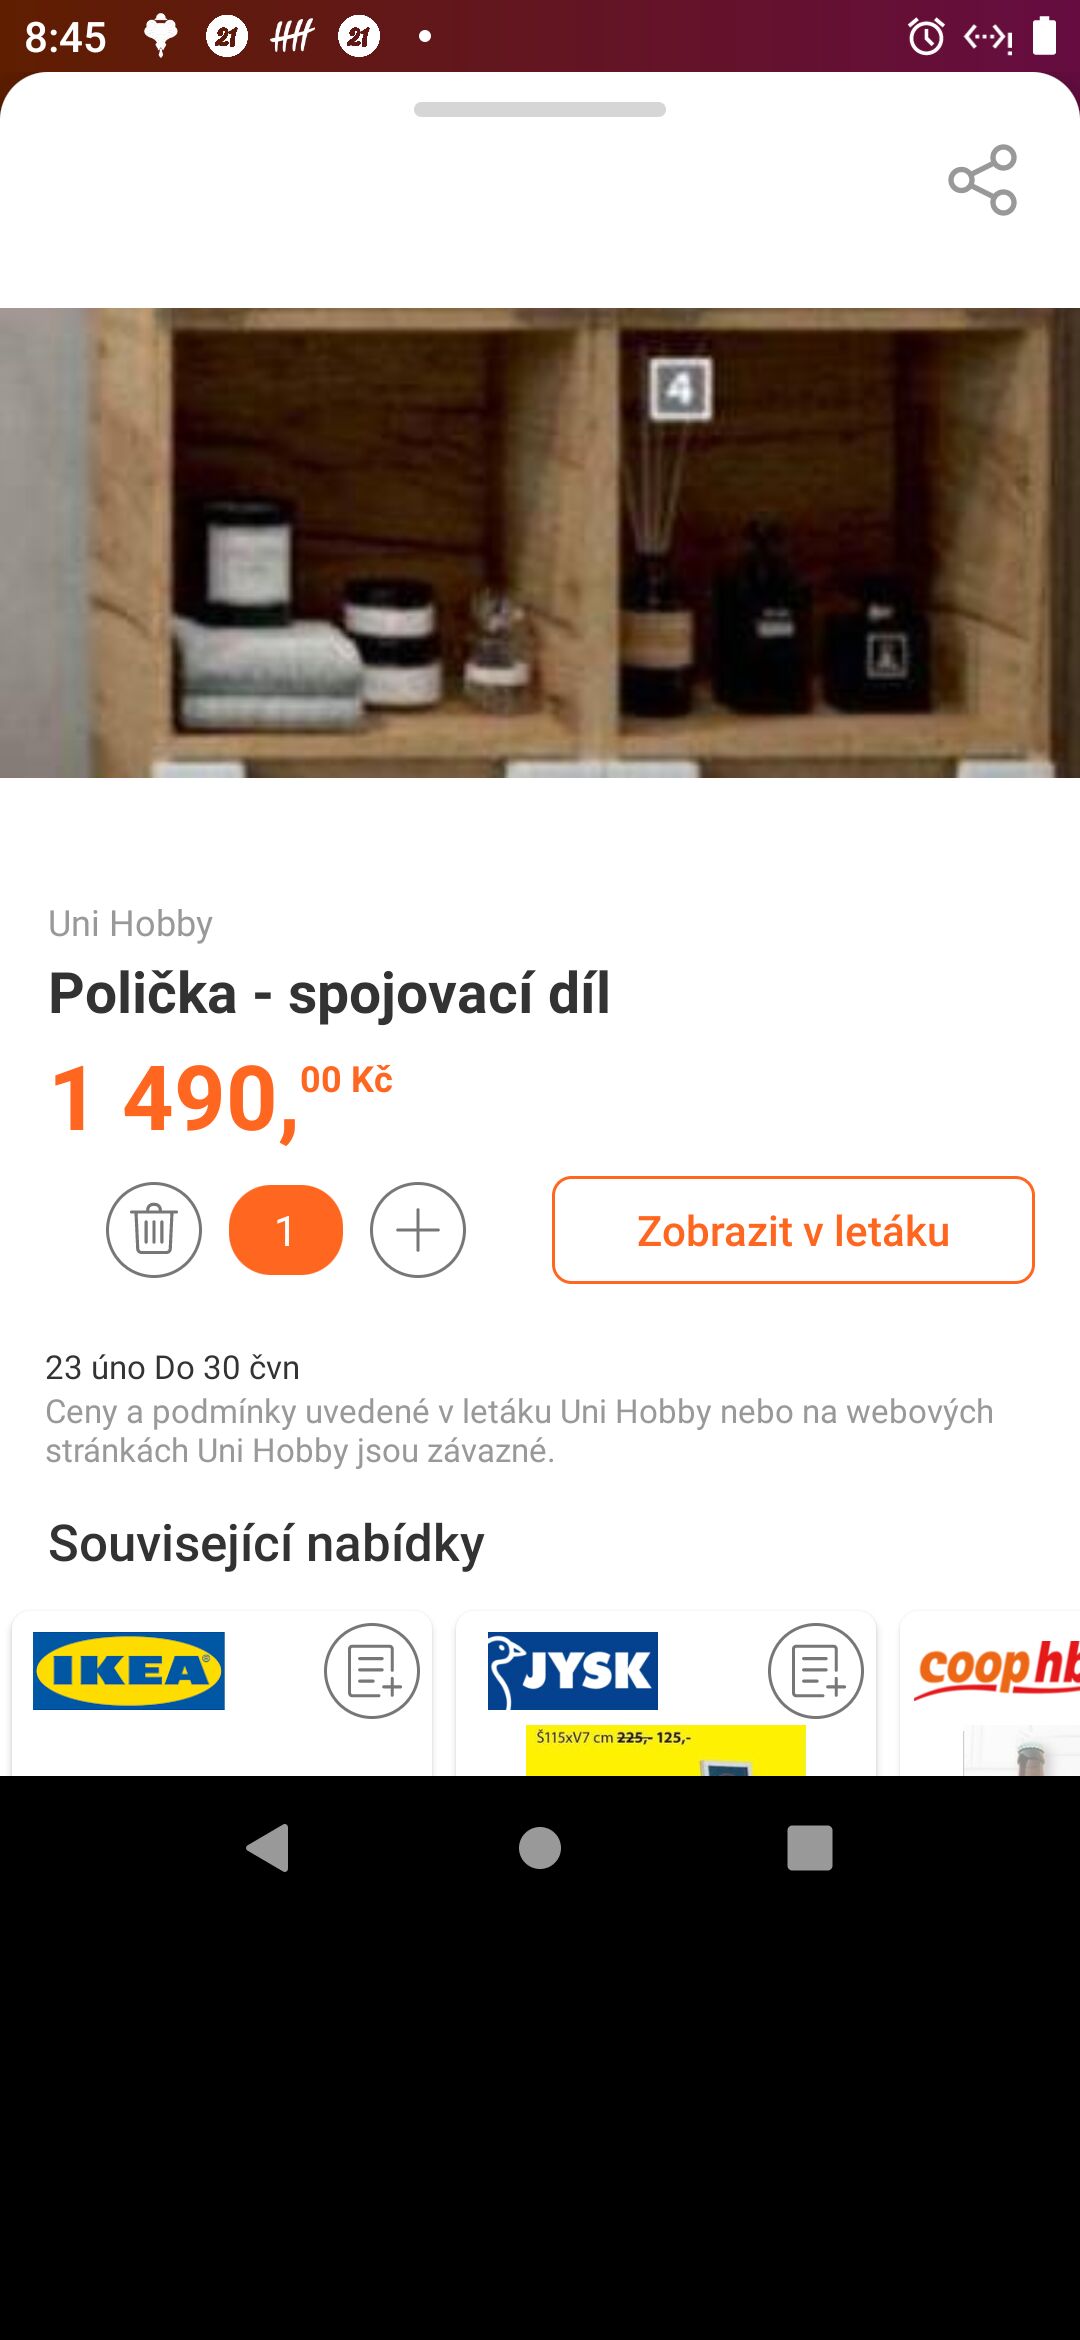 8:45
21
21
4
Uni Hobby
Polička - spojovací díl
1 490,00 Kč
1
Zobrazit v letáku
23 úno Do 30 čvn
Ceny a podmínky uvedené v letáku Uni Hobby nebo na webových
stránkách Uni Hobby jsou závazné.
Související nabídky
IKEA
JYSK
coop
Š115xV7 cm 225,- 125,-